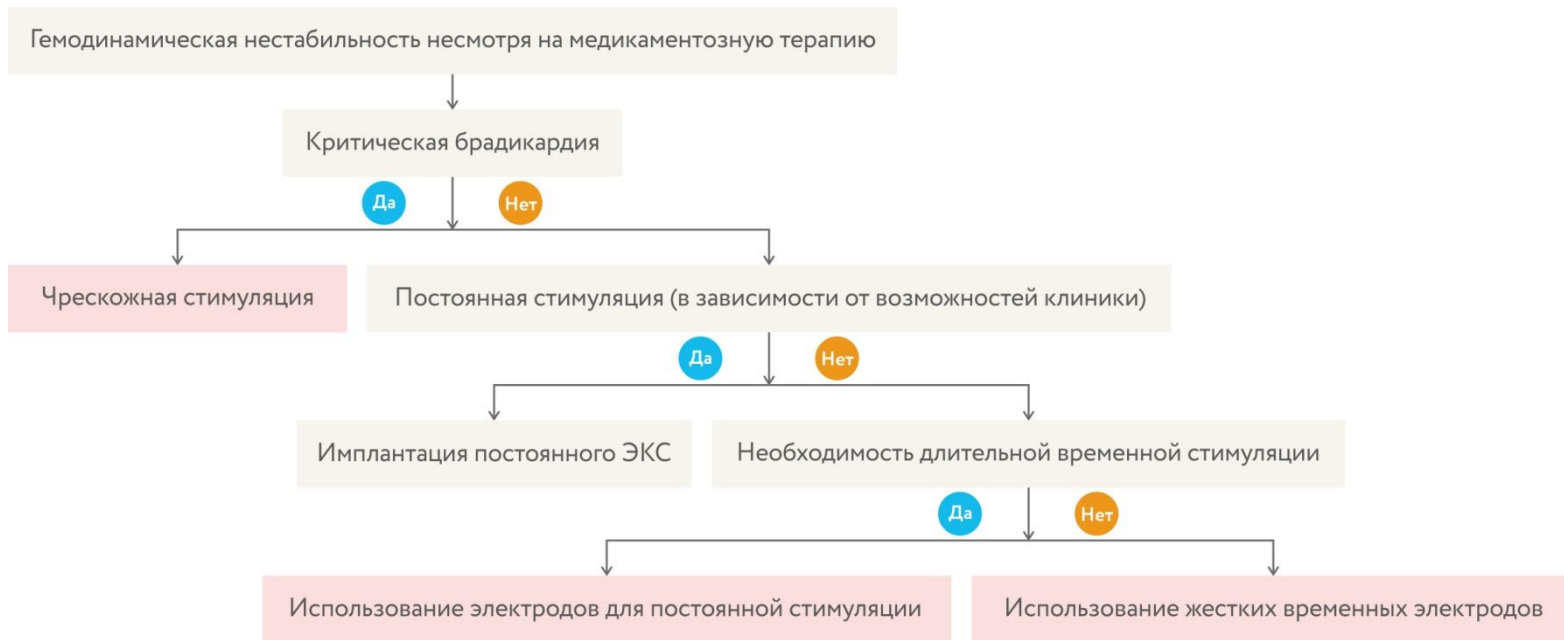 Гемодинамическая нестабильность несмотря на медикаментозную терапию
Критическая брадикардия
Да
Нет
Чрескожная стимуляция
Постоянная стимуляция (в зависимости от возможностей клиники)
Да
Нет
Имплантация постоянного ЭКС
Необходимость длительной временной стимуляции
Да
Нет
Использование электродов для постоянной стимуляции
Использование жестких временных электродов